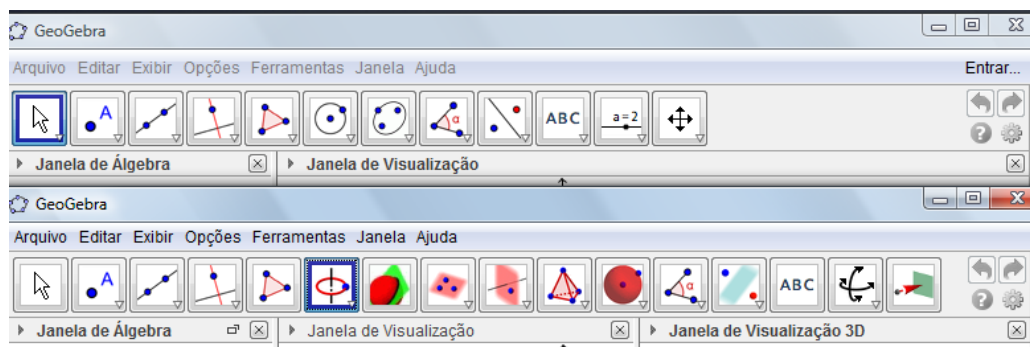 GeoGebra
Arquivo Editar Exibir Opções Ferramentas Janela Ajuda Entrar...
A α ABC a=2
Janela de Álgebra Janela de Visualização
GeoGebra
Arquivo Editar Exibir Opções Ferramentas Janela Ajuda
A α ABC
Janela de Álgebra Janela de Visualização Janela de Visualização 3D